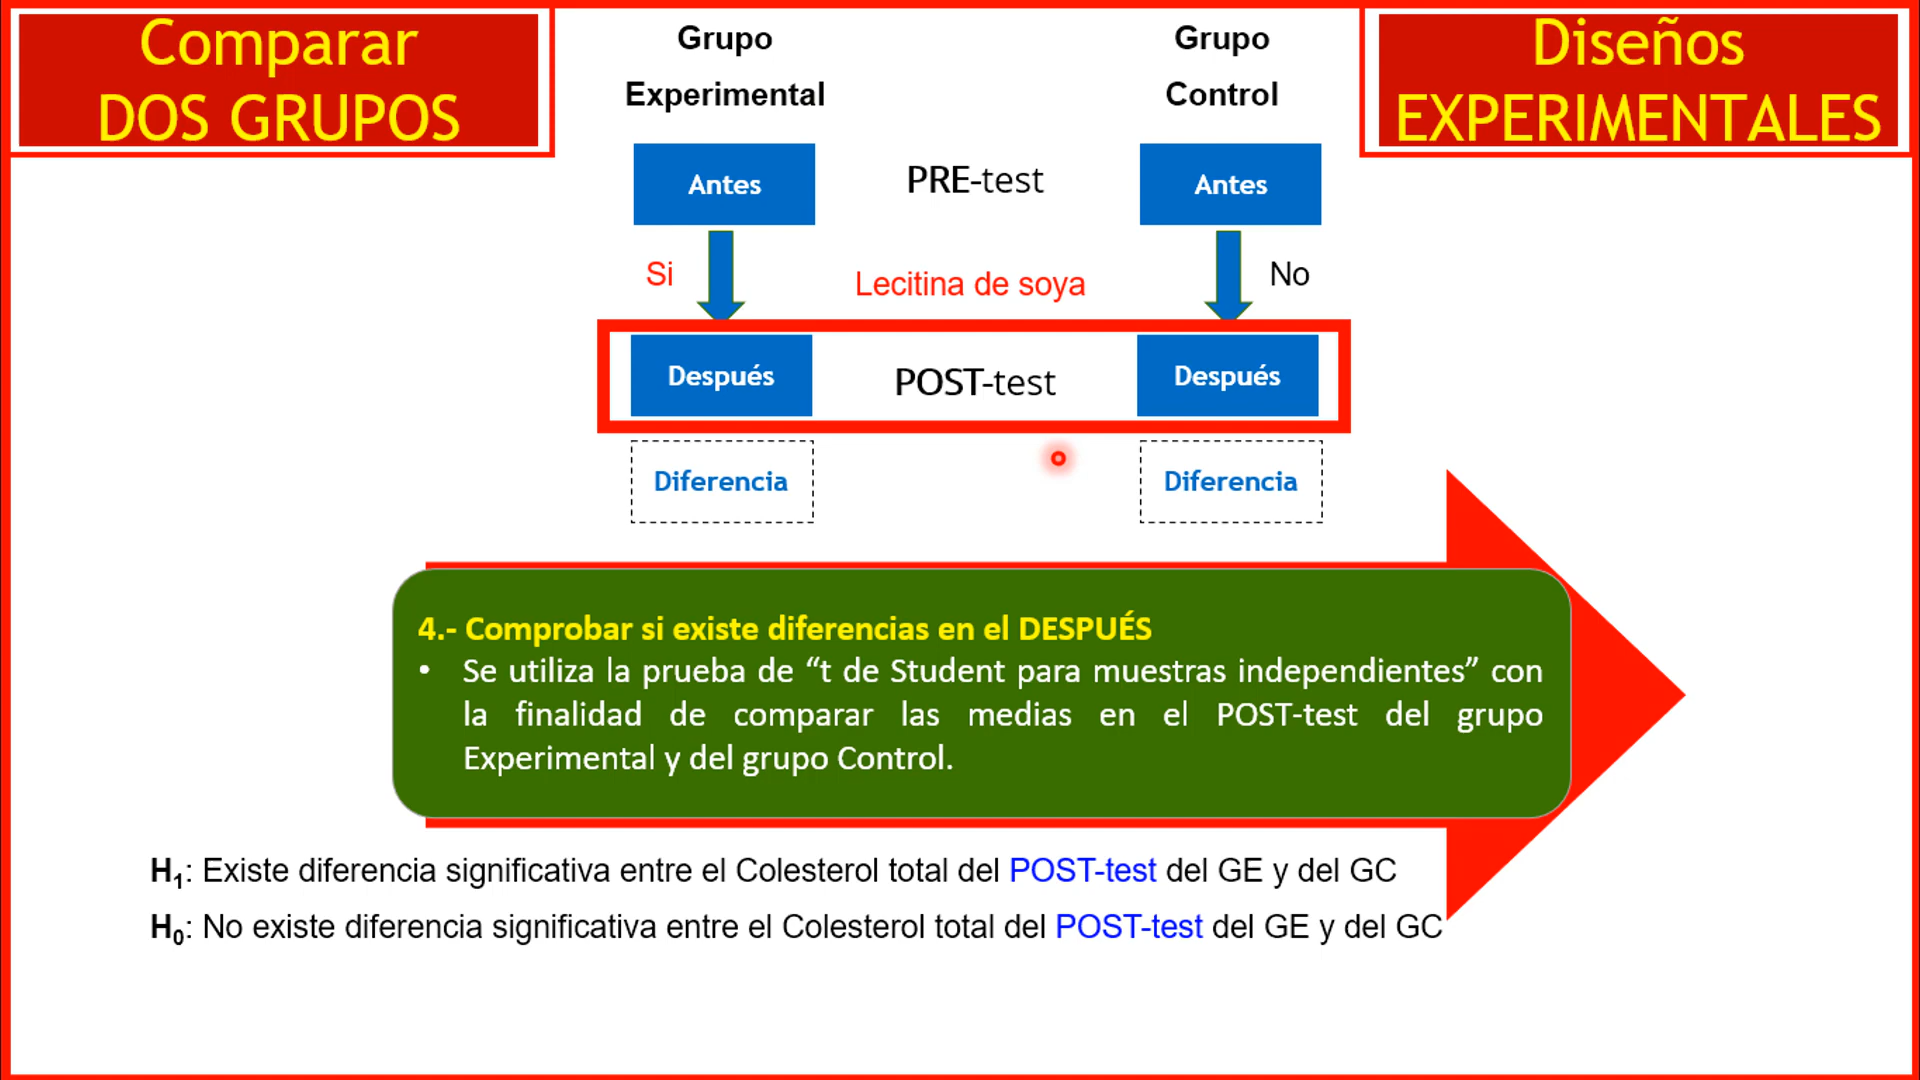 Comparar
DOS GRUPOS
Grupo
Experimental
Grupo
Control
Diseños
EXPERIMENTALES
Antes
PRE-test
Antes
Si
Lecitina de soya
No
Después
POST-test
Después
Diferencia
Diferencia
4.- Comprobar si existe diferencias en el DESPUÉS
• Se utiliza la prueba de “t de Student para muestras independientes” con
la finalidad de comparar las medias en el POST-test del grupo
Experimental y del grupo Control.
H1: Existe diferencia significativa entre el Colesterol total del POST-test del GE y del GC
H0: No existe diferencia significativa entre el Colesterol total del POST-test del GE y del GC